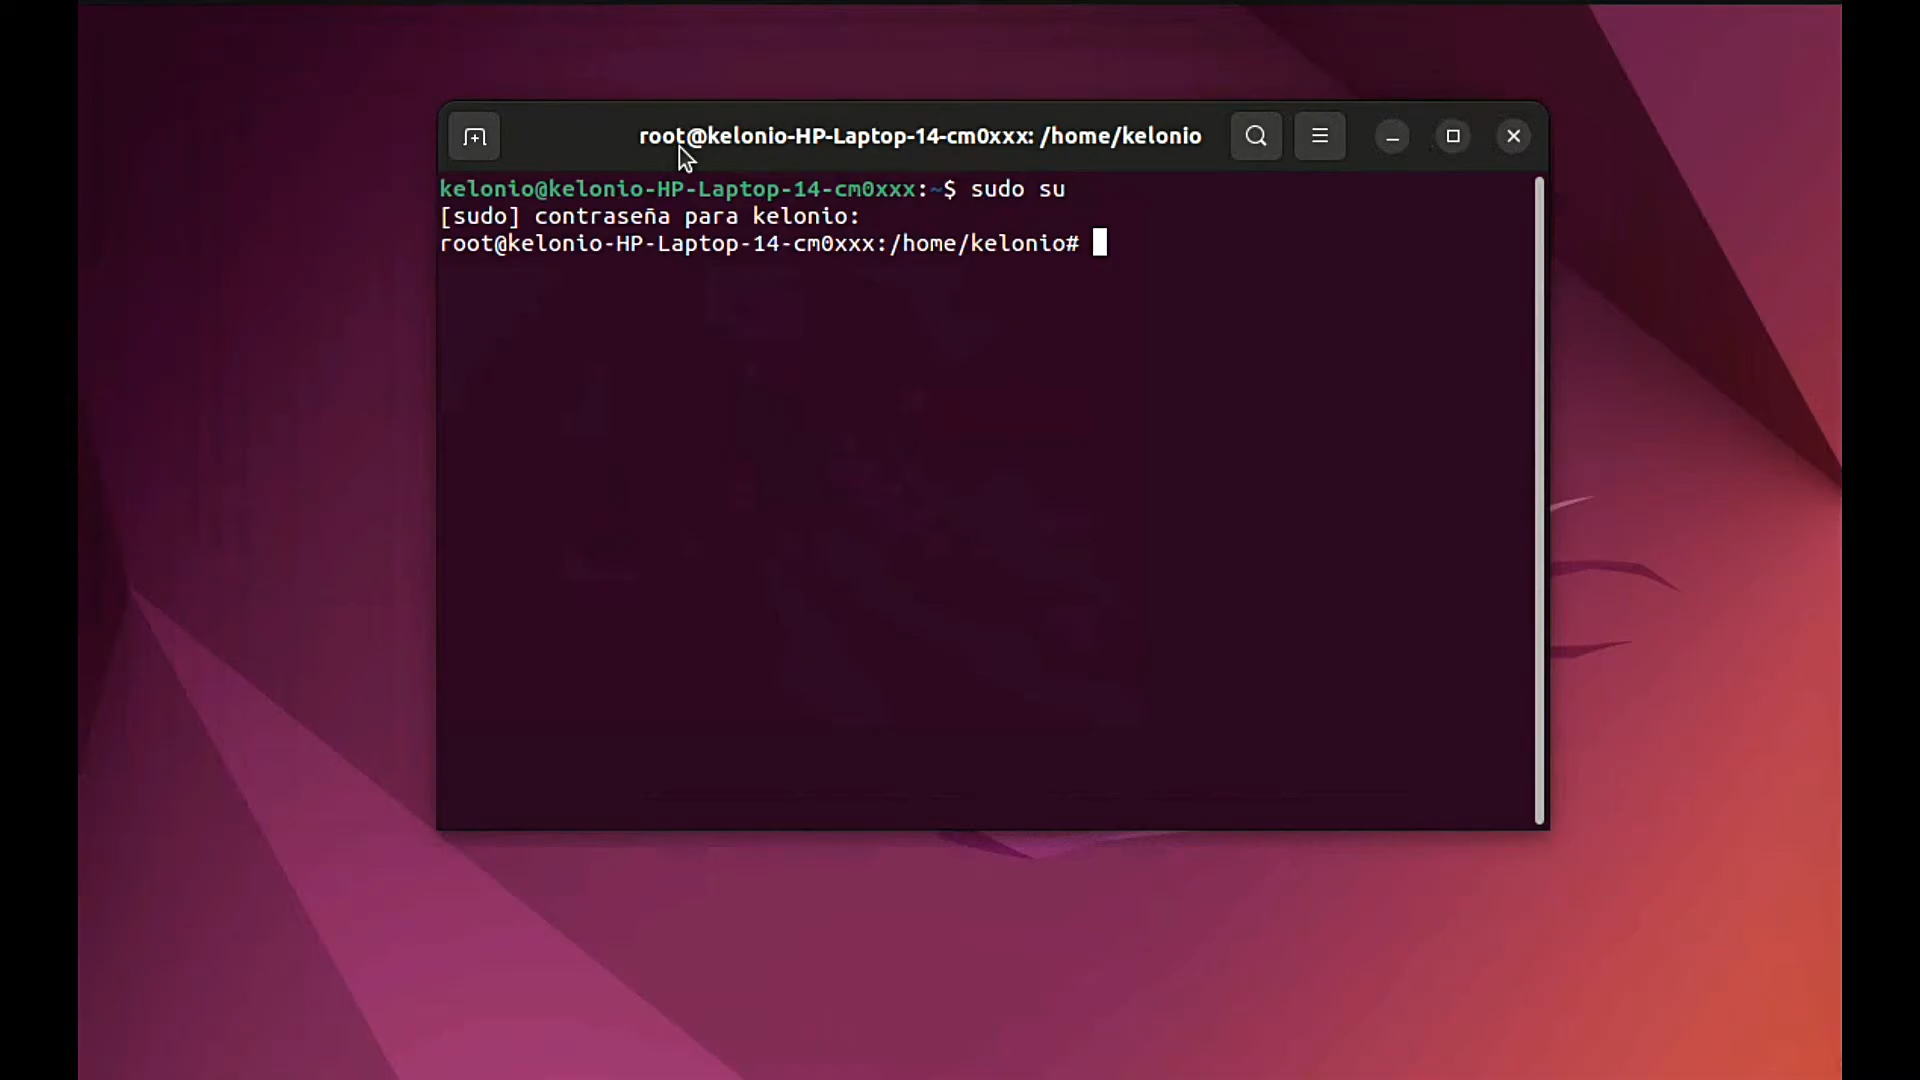 root@kelonio-HP-Laptop-14-cm0xxx: /home/kelonio
kelonio@kelonio-HP-Laptop-14-cm0xxx:~$ sudo su
[sudo] contraseña para kelonio:
root@kelonio-HP-Laptop-14-cm0xxx:/home/kelonio#